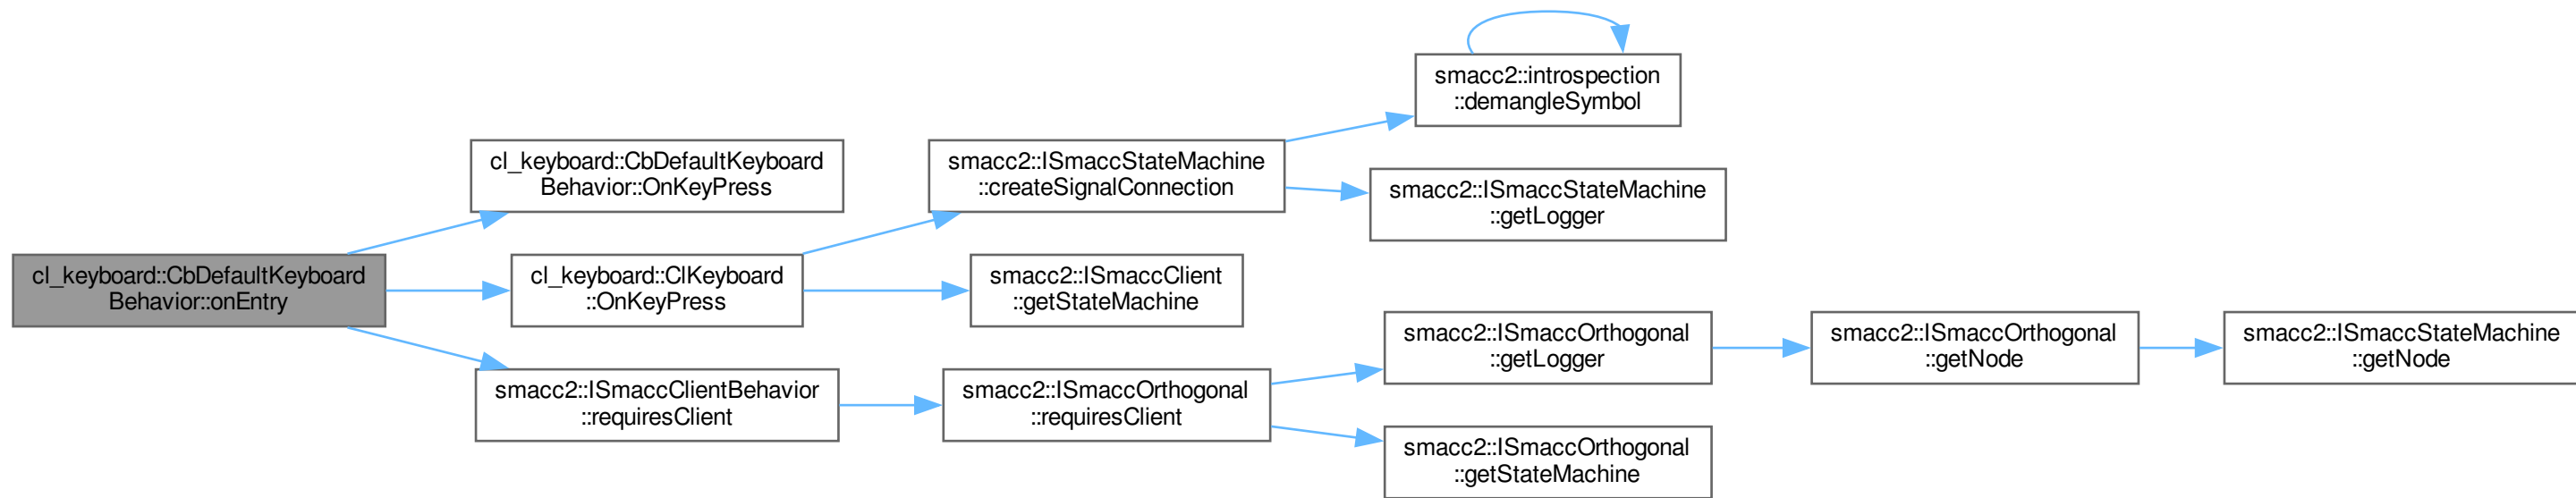 cl_keyboard::CbDefaultKeyboard
Behavior::onEntry
cl_keyboard::CbDefaultKeyboard
Behavior::OnKeyPress
cl_keyboard::ClKeyboard
::OnKeyPress
smacc2::ISmaccClientBehavior
::requiresClient
smacc2::ISmaccStateMachine
::createSignalConnection
smacc2::ISmaccClient
::getStateMachine
smacc2::ISmaccOrthogonal
::requiresClient
smacc2::introspection
::demangleSymbol
smacc2::ISmaccStateMachine
::getLogger
smacc2::ISmaccOrthogonal
::getLogger
smacc2::ISmaccOrthogonal
::getStateMachine
smacc2::ISmaccOrthogonal
::getNode
smacc2::ISmaccStateMachine
::getNode